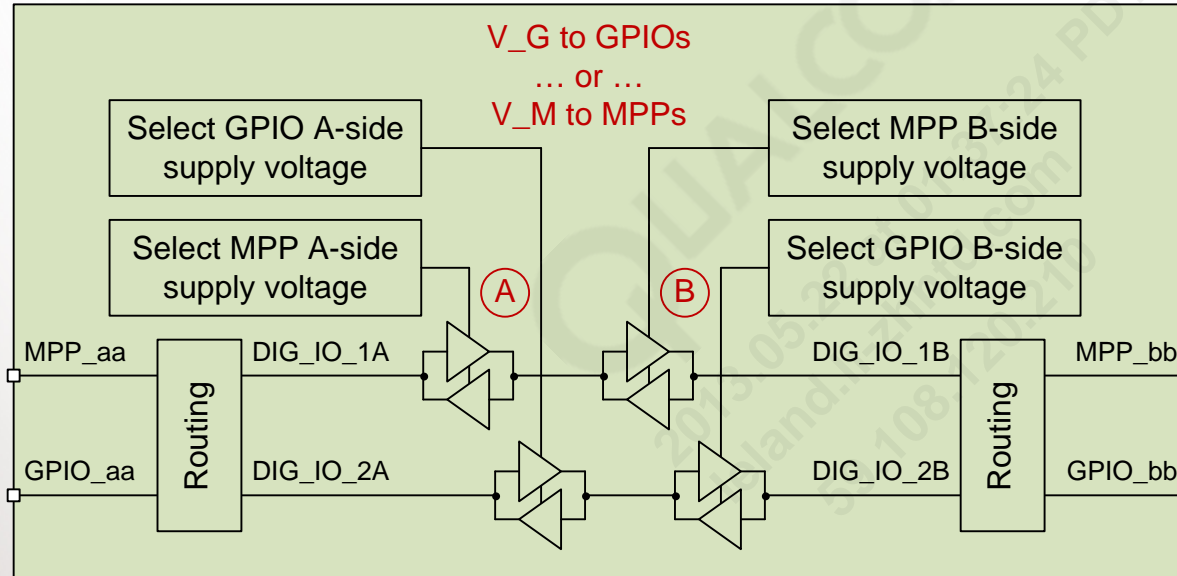 V_G to GPIOs
… or …
V_M to MPPs
Select GPIO A-side
supply voltage
Select MPP B-side
supply voltage
Select MPP A-side
supply voltage
Select GPIO B-side
supply voltage
A
B
MPP_aa
DIG_IO_1A
DIG_IO_1B
MPP_bb
Routing
Routing
GPIO_aa
DIG_IO_2A
DIG_IO_2B
GPIO_bb